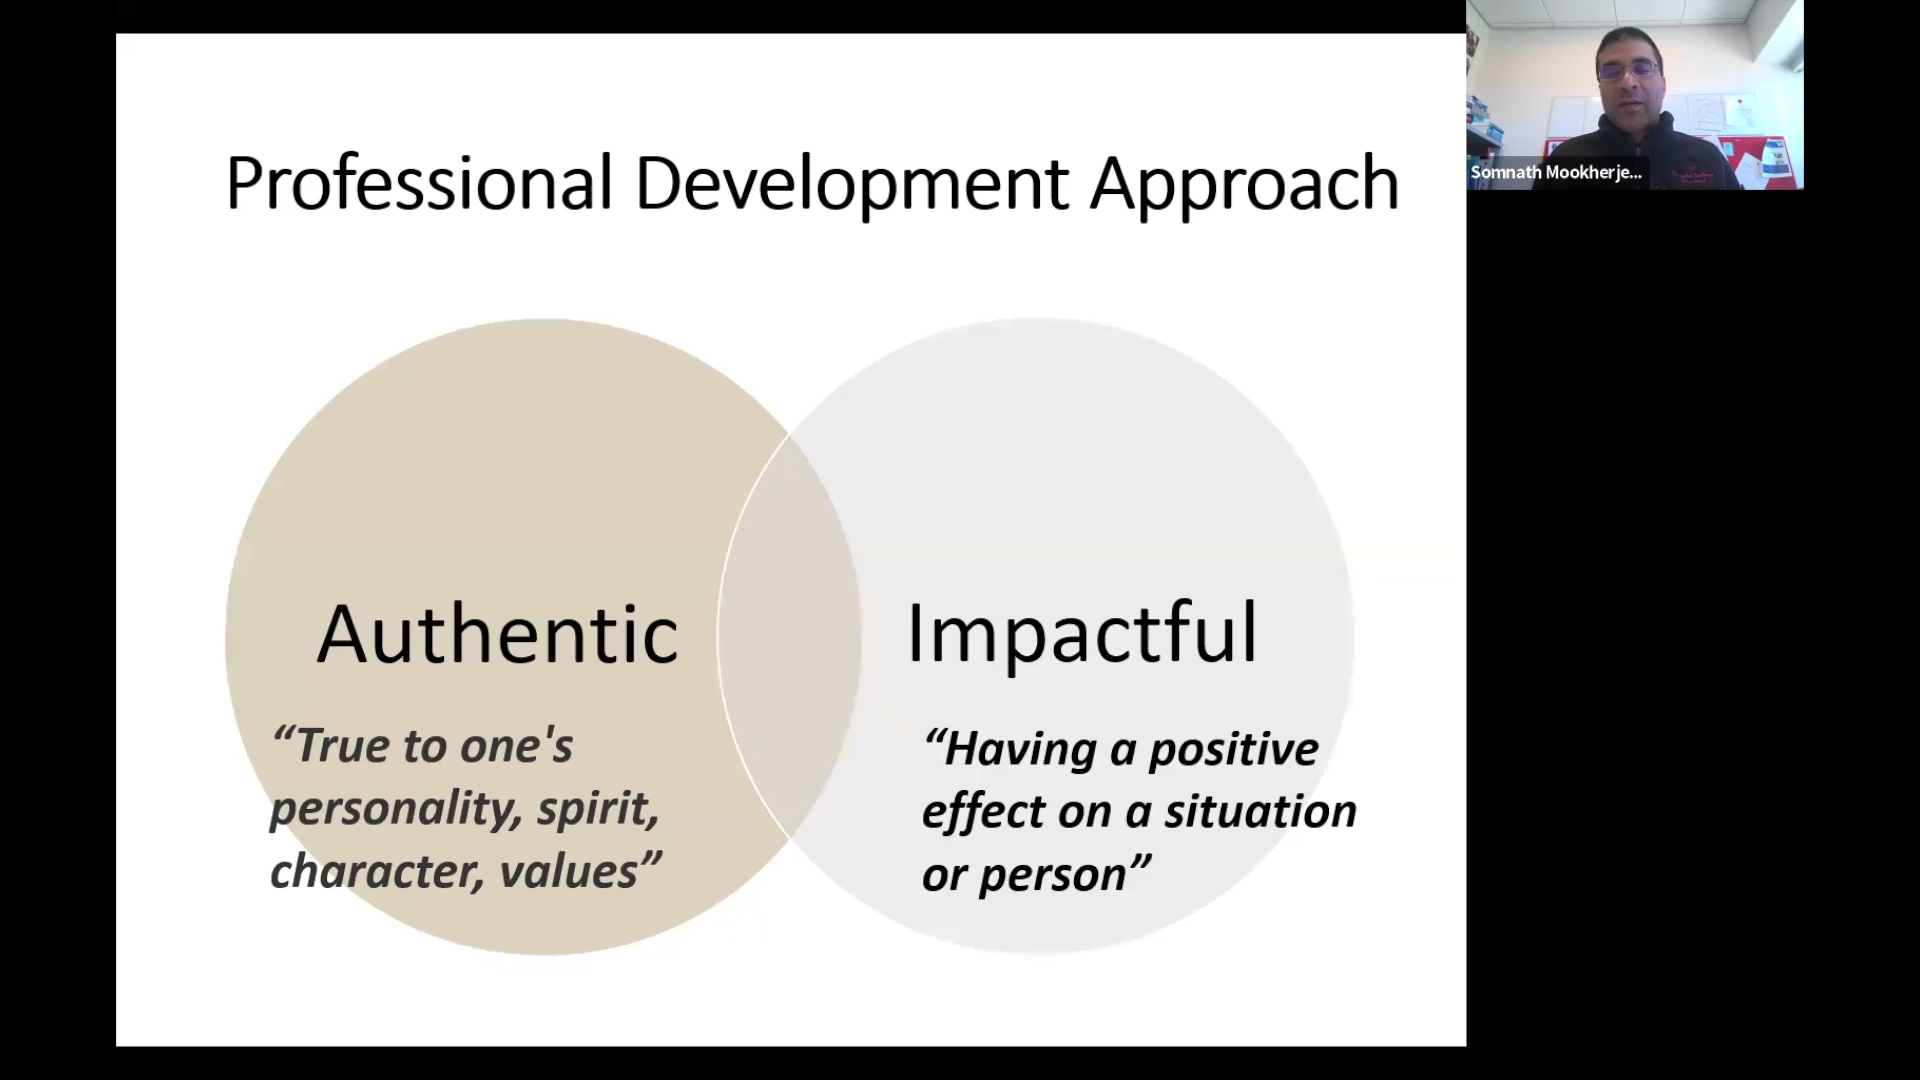 Professional Development Approach
Somnath Mookherje...
Authentic
Impactful
“True to one's
personality, spirit,
character, values”
“Having a positive
effect on a situation
or person”